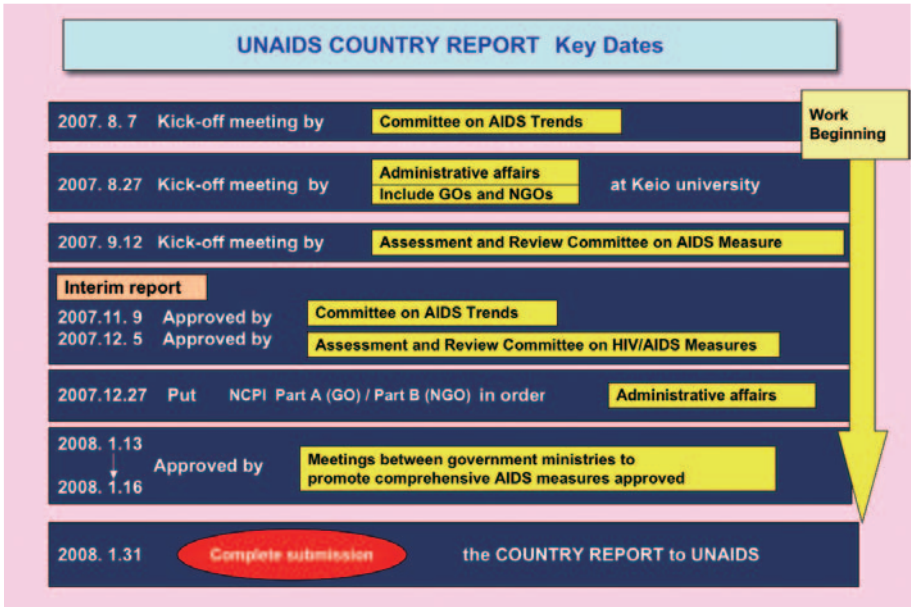 UNAIDS COUNTRY REPORT Key Dates
Work
Beginning
2007. 8. 7 Kick-off meeting by Committee on AIDS Trends
2007. 8.27 Kick-off meeting by Administrative affairs
Include GOs and NGOs
at Keio university
2007. 9.12 Kick-off meeting by Assessment and Review Committee on AIDS Measure
Interim report
2007.11. 9 Approved by Committee on AIDS Trends
2007.12. 5 Approved by Assessment and Review Committee on HIV/AIDS Measures
2007.12.27 Put NCPI Part A (GO) / Part B (NGO) in order Administrative affairs
2008. 1.13
↓
2008. 1.16
Approved by
Meetings between government ministries to
promote comprehensive AIDS measures approved
2008. 1.31 Complete submission the COUNTRY REPORT to UNAIDS